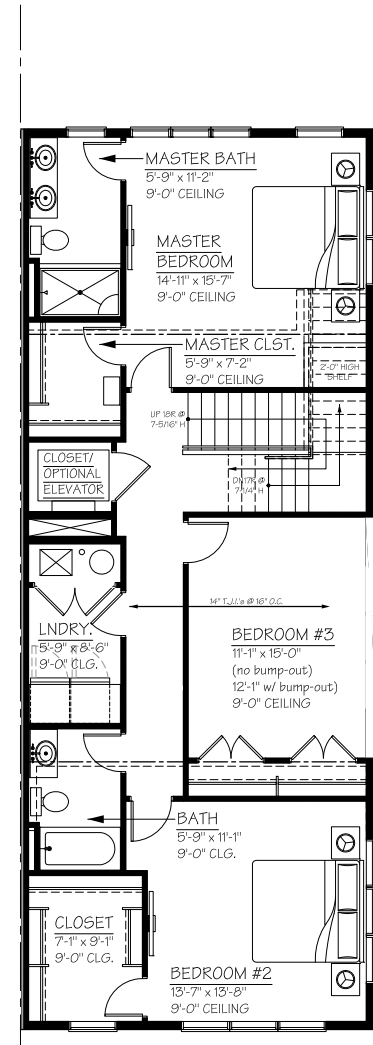 MASTER BATH
5'-9" x 11'-2"
9'-0" CEILING
MASTER
BEDROOM
14'-11" x 15'-7"
9'-0" CEILING
MASTER CLST.
5'-9" x 7'-2"
9'-0" CEILING
2'-0" HIGH
SHELF
UP 18R @
7-5/16" H
CLOSET/
OPTIONAL
ELEVATOR
DN 17R @
7-1/4" H
14" T.J.I.'s @ 16" O.C.
LNDRY.
5'-9" x 8'-6"
9'-0" CLG.
BEDROOM #3
11'-1" x 15'-0"
(no bump-out)
12'-1" w/ bump-out)
9'-0" CEILING
BATH
5'-9" x 11'-1"
9'-0" CLG.
CLOSET
7'-1" x 9'-1"
9'-0" CLG.
BEDROOM #2
13'-7" x 13'-8"
9'-0" CEILING